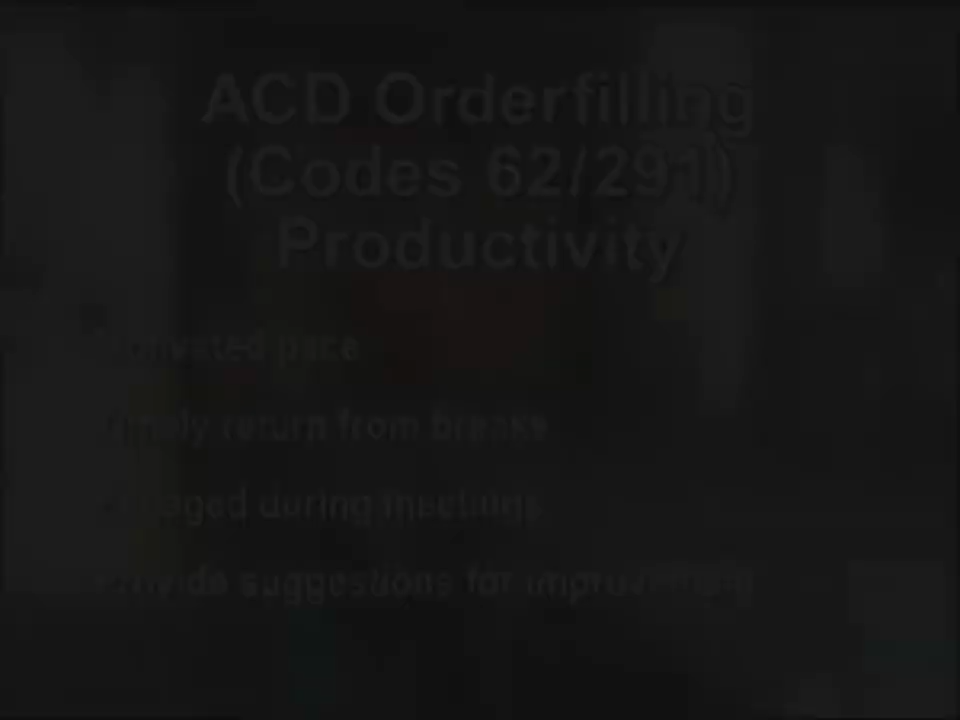 ACD Orderfilling
(Codes 62/291)
Productivity
pace
return from breaks
during meetings
suggestions for